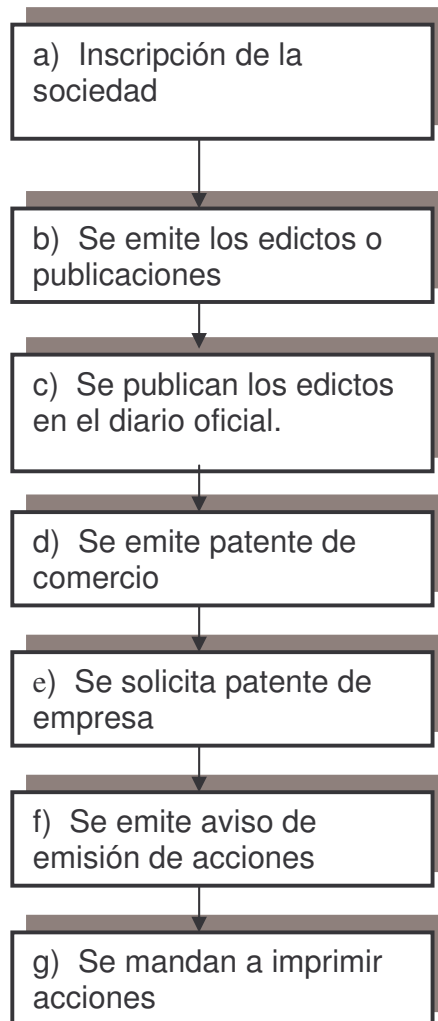 a) Inscripción de la
sociedad
b) Se emite los edictos o
publicaciones
c) Se publican los edictos
en el diario oficial.
d) Se emite patente de
comercio
e) Se solicita patente de
empresa
f) Se emite aviso de
emisión de acciones
g) Se mandan a imprimir
acciones